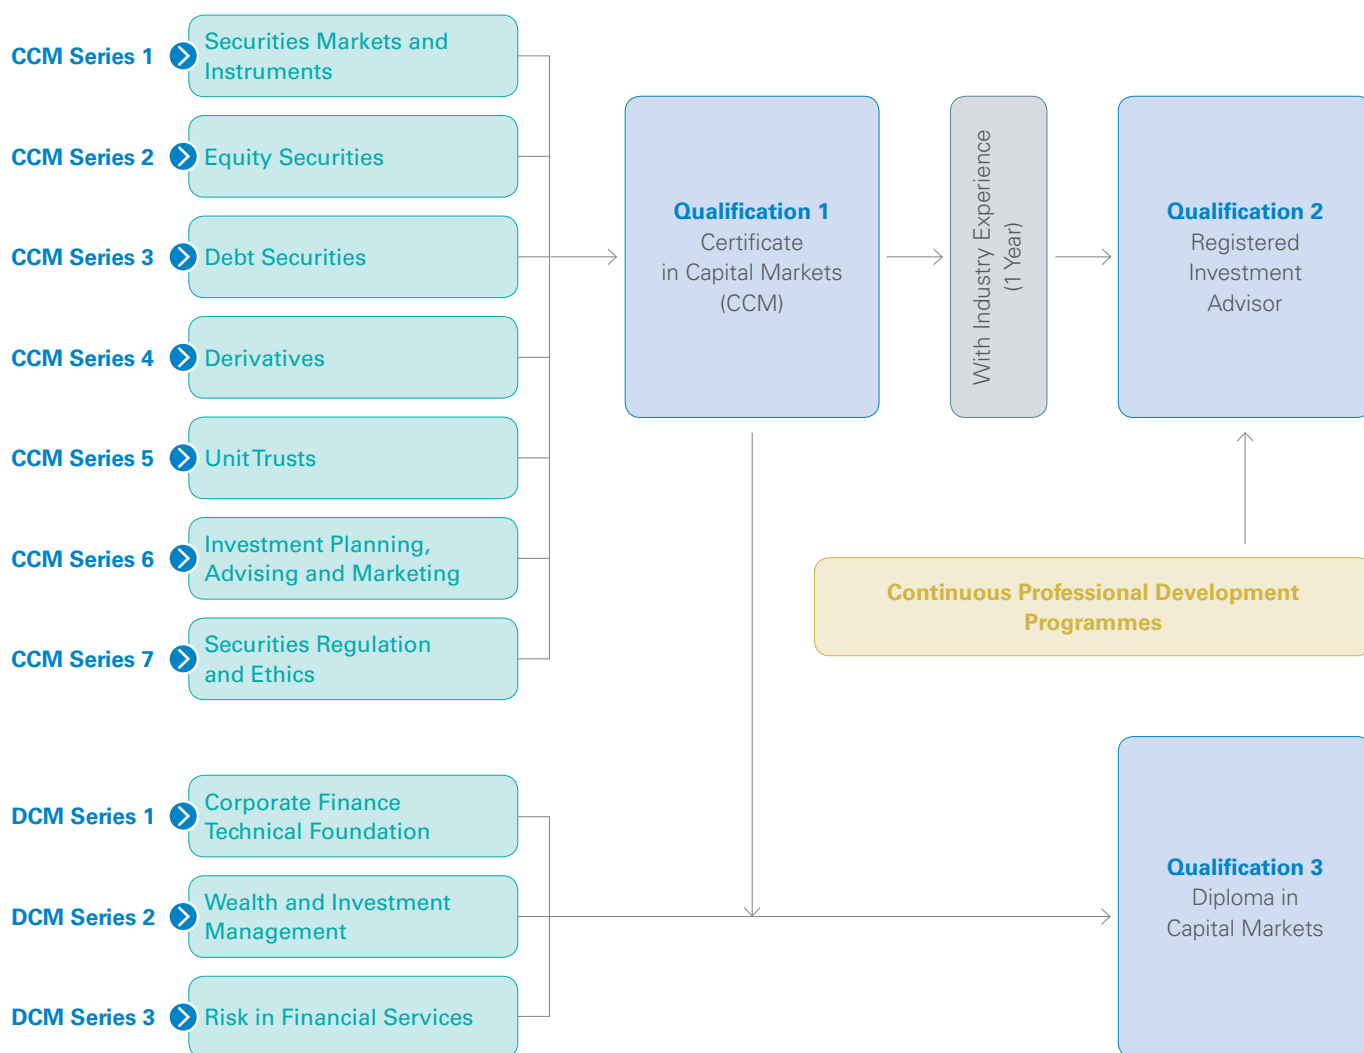 CCM Series 1
Securities Markets and
Instruments
CCM Series 2
Equity Securities
CCM Series 3
Debt Securities
CCM Series 4
Derivatives
CCM Series 5
Unit Trusts
CCM Series 6
Investment Planning,
Advising and Marketing
CCM Series 7
Securities Regulation
and Ethics
Qualification 1
Certificate
in Capital Markets
(CCM)
With Industry Experience
(1 Year)
Qualification 2
Registered
Investment
Advisor
Continuous Professional Development
Programmes
DCM Series 1
Corporate Finance
Technical Foundation
DCM Series 2
Wealth and Investment
Management
DCM Series 3
Risk in Financial Services
Qualification 3
Diploma in
Capital Markets